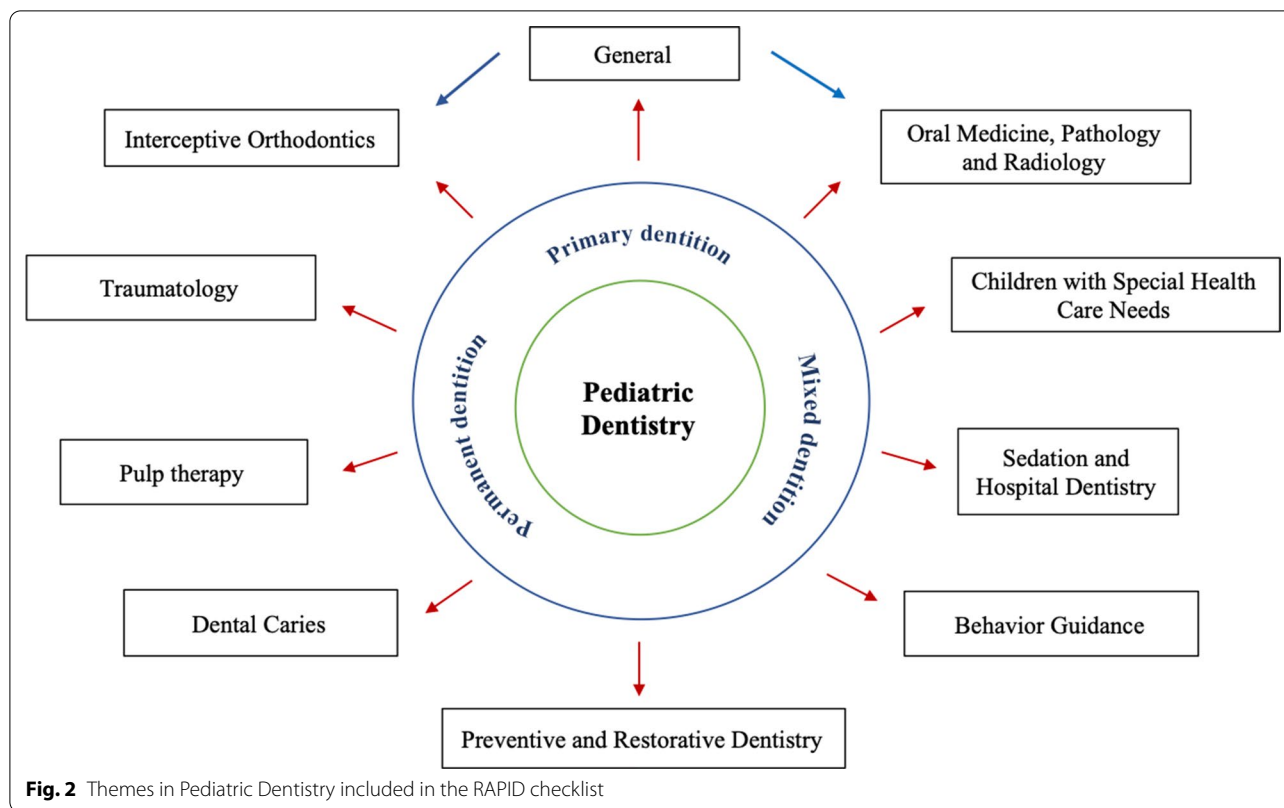 General
Interceptive Orthodontics
Oral Medicine, Pathology
and Radiology
Primary dentition
Traumatology
Children with Special Health
Care Needs
Permanent dentition
Pediatric
Dentistry
Mixed dentition
Pulp therapy
Sedation and
Hospital Dentistry
Dental Caries
Behavior Guidance
Preventive and Restorative Dentistry
Fig. 2 Themes in Pediatric Dentistry included in the RAPID checklist